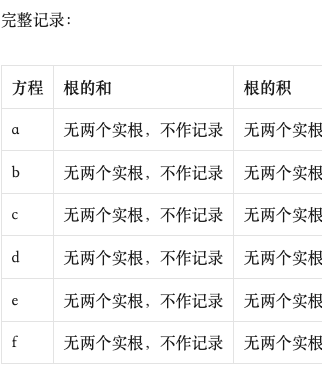 完整记录：
方程 根的和 根的积
a 无两个实根，不作记录 无两个实根
b 无两个实根，不作记录 无两个实根
c 无两个实根，不作记录 无两个实根
d 无两个实根，不作记录 无两个实根
e 无两个实根，不作记录 无两个实根
f 无两个实根，不作记录 无两个实根